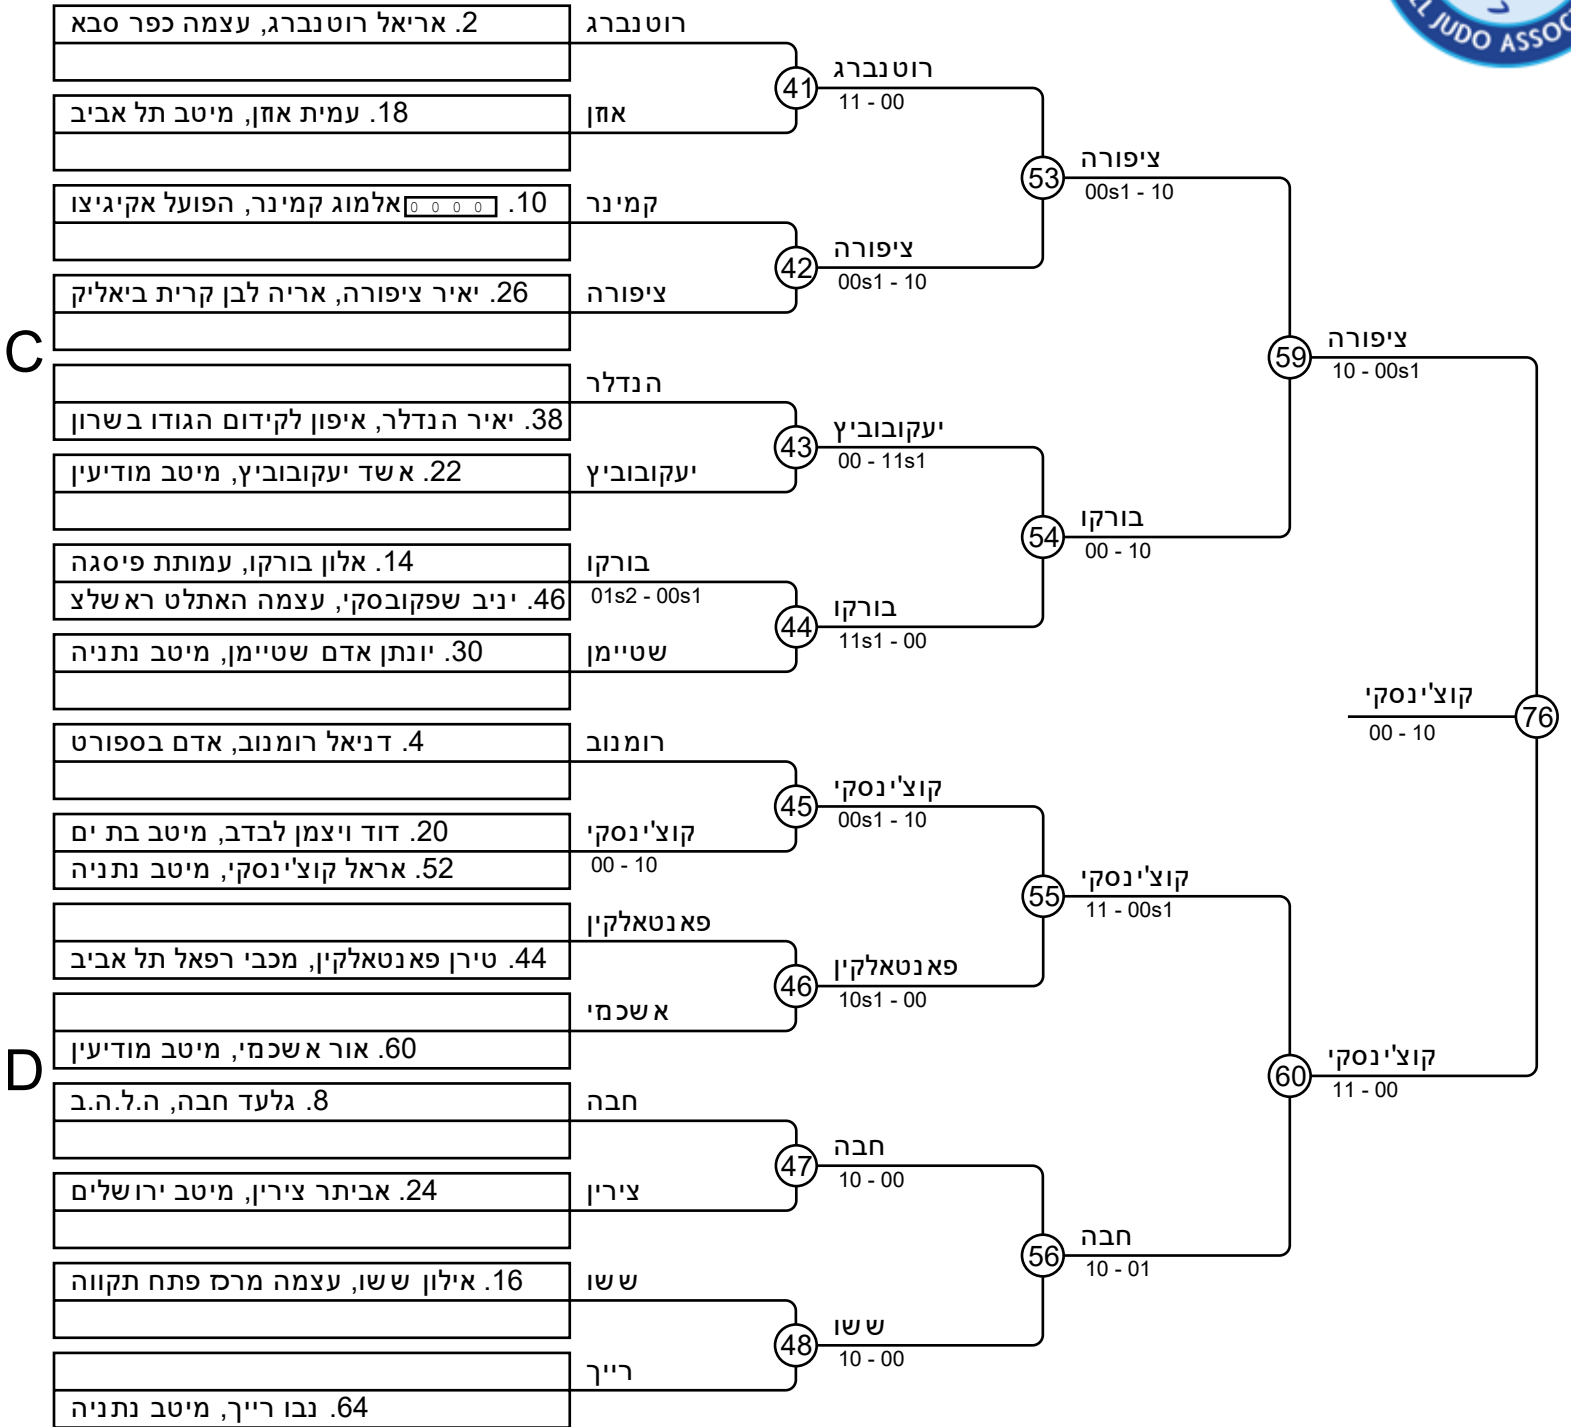 LL JUDO ASSOC
2. אריאל רוטנברג, עצמה כפר סבא
רוטנברג
18. עמית אוזן, מיטב תל אביב
אוזן
41
רוטנברג
11 - 00
10. אלמוג קמינר, הפועל אקיגיצו
קמינר
26. יאיר ציפורה, אריה לבן קרית ביאליק
ציפורה
42
ציפורה
00s1 - 10
53
ציפורה
00s1 - 10
C
הנדלר
38. יאיר הנדלר, איפון לקידום הגודו בשרון
22. אשד יעקובוביץ, מיטב מודיעין
יעקובוביץ
43
יעקובוביץ
00 - 11s1
14. אלון בורקו, עמותת פיסגה
46. יניב שפקובסקי, עצמה האתלט ראשלצ
בורקו
01s2 - 00s1
30. יונתן אדם שטיימן, מיטב נתניה
שטיימן
44
בורקו
11s1 - 00
54
בורקו
00 - 10
59
ציפורה
10 - 00s1
4. דניאל רומנוב, אדם בספורט
רומנוב
20. דוד ויצמן לבדב, מיטב בת ים
52. אראל קוצ'ינסקי, מיטב נתניה
קוצ'ינסקי
00 - 10
45
קוצ'ינסקי
00s1 - 10
פאנטאלקין
44. טירן פאנטאלקין, מכבי רפאל תל אביב
אשכנזי
60. אור אשכנזי, מיטב מודיעין
46
פאנטאלקין
10s1 - 00
55
קוצ'ינסקי
11 - 00s1
D
8. גלעד חבה, ה.ל.ה.ב
חבה
24. אביתר צירין, מיטב ירושלים
צירין
47
חבה
10 - 00
16. אילון ששו, עצמה מרכז פתח תקווה
ששו
רייך
64. נבו רייך, מיטב נתניה
48
ששו
10 - 00
56
חבה
10 - 01
60
קוצ'ינסקי
11 - 00
76
קוצ'ינסקי
00 - 10